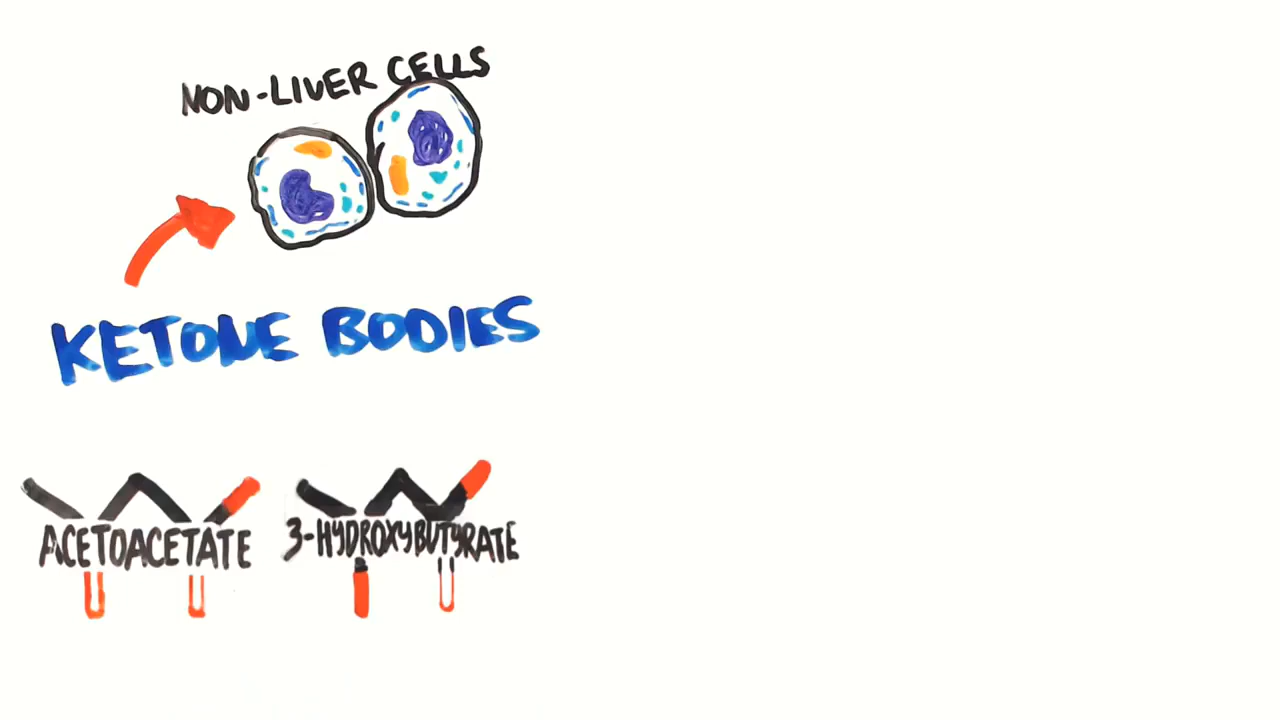 NON-LIVER CELLS
KETONE BODIES
ACETOACETATE
3-HYDROXYBUTYRATE